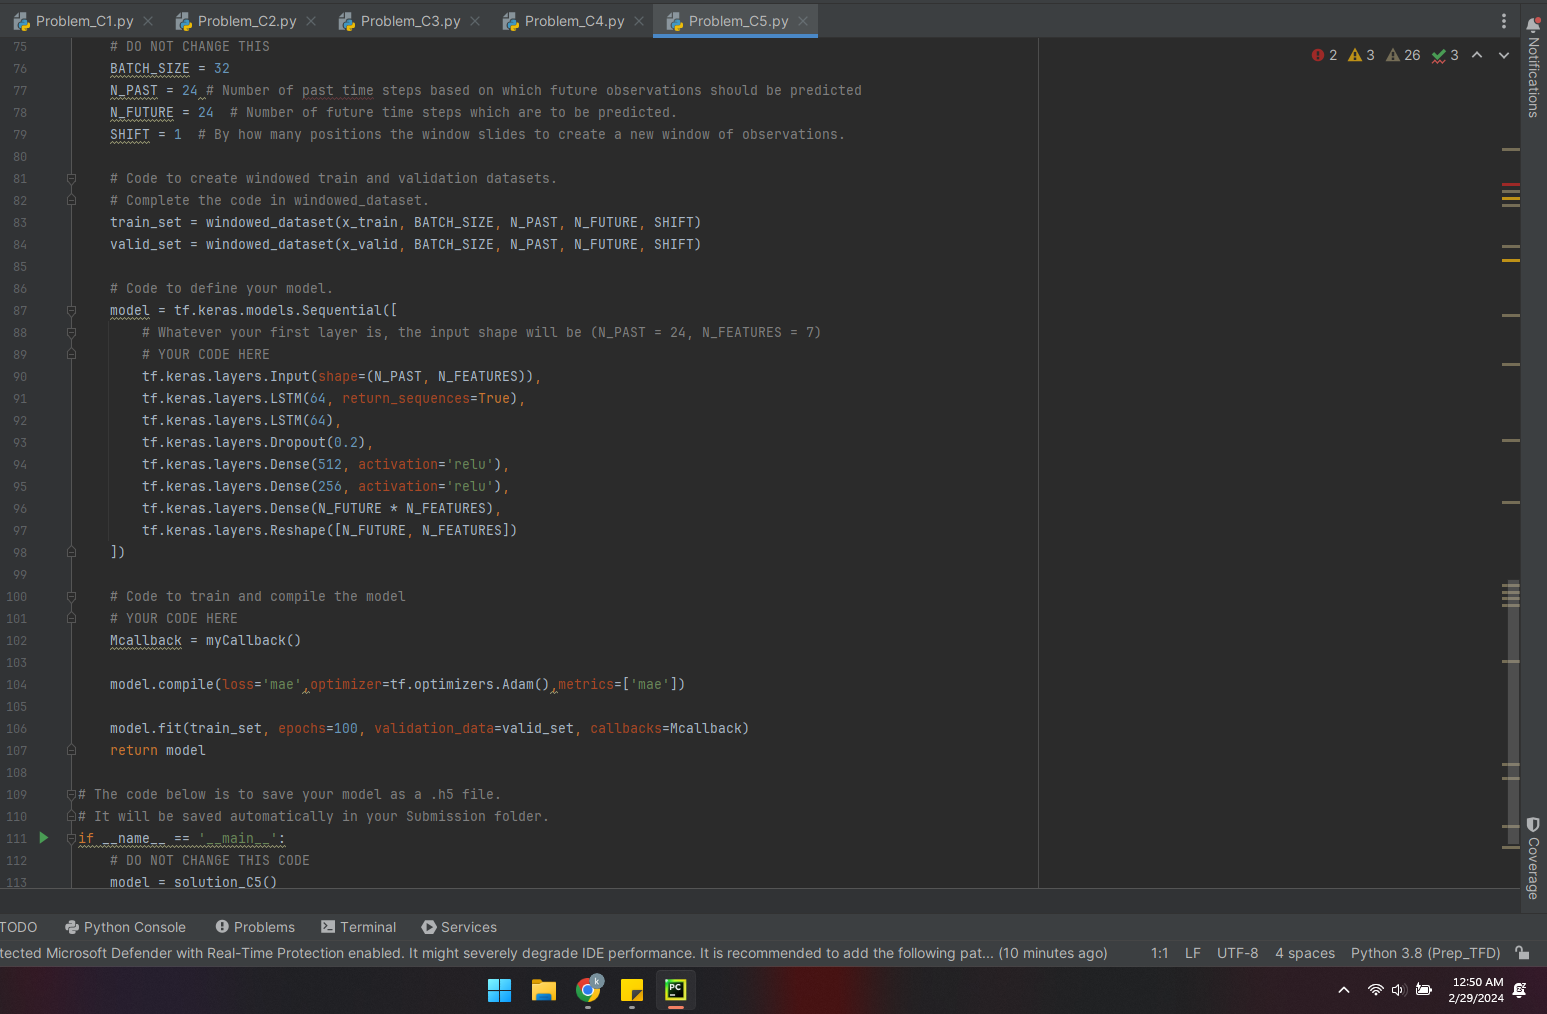 Problem_C1.py Problem_C2.py Problem_C3.py Problem_C4.py Problem_C5.py
2 3 26 3
Notifications
75 # DO NOT CHANGE THIS
76 BATCH_SIZE = 32
77 N_PAST = 24 # Number of past time steps based on which future observations should be predicted
78 N_FUTURE = 24  # Number of future time steps which are to be predicted.
79 SHIFT = 1  # By how many positions the window slides to create a new window of observations.
80
81 # Code to create windowed train and validation datasets.
82 # Complete the code in windowed_dataset.
83 train_set = windowed_dataset(x_train, BATCH_SIZE, N_PAST, N_FUTURE, SHIFT)
84 valid_set = windowed_dataset(x_valid, BATCH_SIZE, N_PAST, N_FUTURE, SHIFT)
85
86 # Code to define your model.
87 model = tf.keras.models.Sequential([
88 # Whatever your first layer is, the input shape will be (N_PAST = 24, N_FEATURES = 7)
89 # YOUR CODE HERE
90 tf.keras.layers.Input(shape=(N_PAST, N_FEATURES)),
91 tf.keras.layers.LSTM(64, return_sequences=True),
92 tf.keras.layers.LSTM(64),
93 tf.keras.layers.Dropout(0.2),
94 tf.keras.layers.Dense(512, activation='relu'),
95 tf.keras.layers.Dense(256, activation='relu'),
96 tf.keras.layers.Dense(N_FUTURE * N_FEATURES),
97 tf.keras.layers.Reshape([N_FUTURE, N_FEATURES])
98 ])
99
100 # Code to train and compile the model
101 # YOUR CODE HERE
102 Mcallback = myCallback()
103
104 model.compile(loss='mae',optimizer=tf.optimizers.Adam(),metrics=['mae'])
105
106 model.fit(train_set, epochs=100, validation_data=valid_set, callbacks=Mcallback)
107 return model
108
109 # The code below is to save your model as a .h5 file.
110 # It will be saved automatically in your Submission folder.
111 if __name__ == '__main__':
112 # DO NOT CHANGE THIS CODE
113 model = solution_C5()
Coverage
TODO Python Console Problems Terminal Services
tected Microsoft Defender with Real-Time Protection enabled. It might severely degrade IDE performance. It is recommended to add the following pat... (10 minutes ago) 1:1 LF UTF-8 4 spaces Python 3.8 (Prep_TFD)
k
PC
12:50 AM
2/29/2024